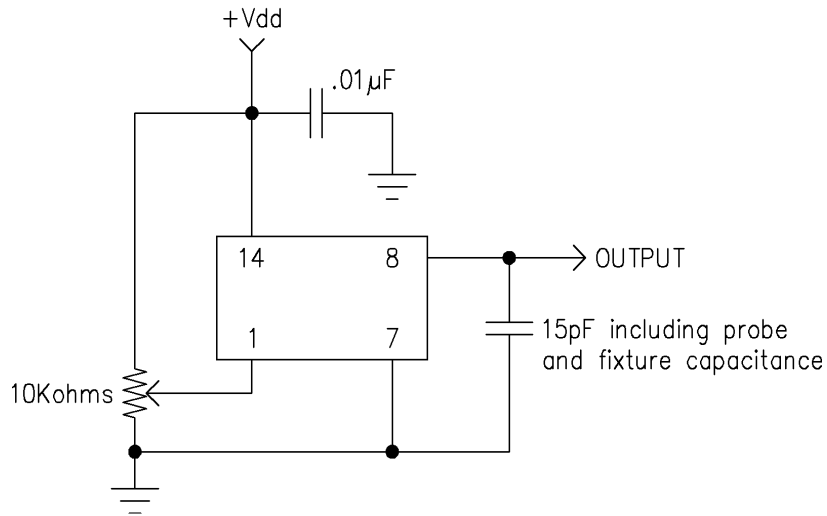 +Vdd
.01µF
14
8
OUTPUT
1
7
15pF including probe
and fixture capacitance
10Kohms